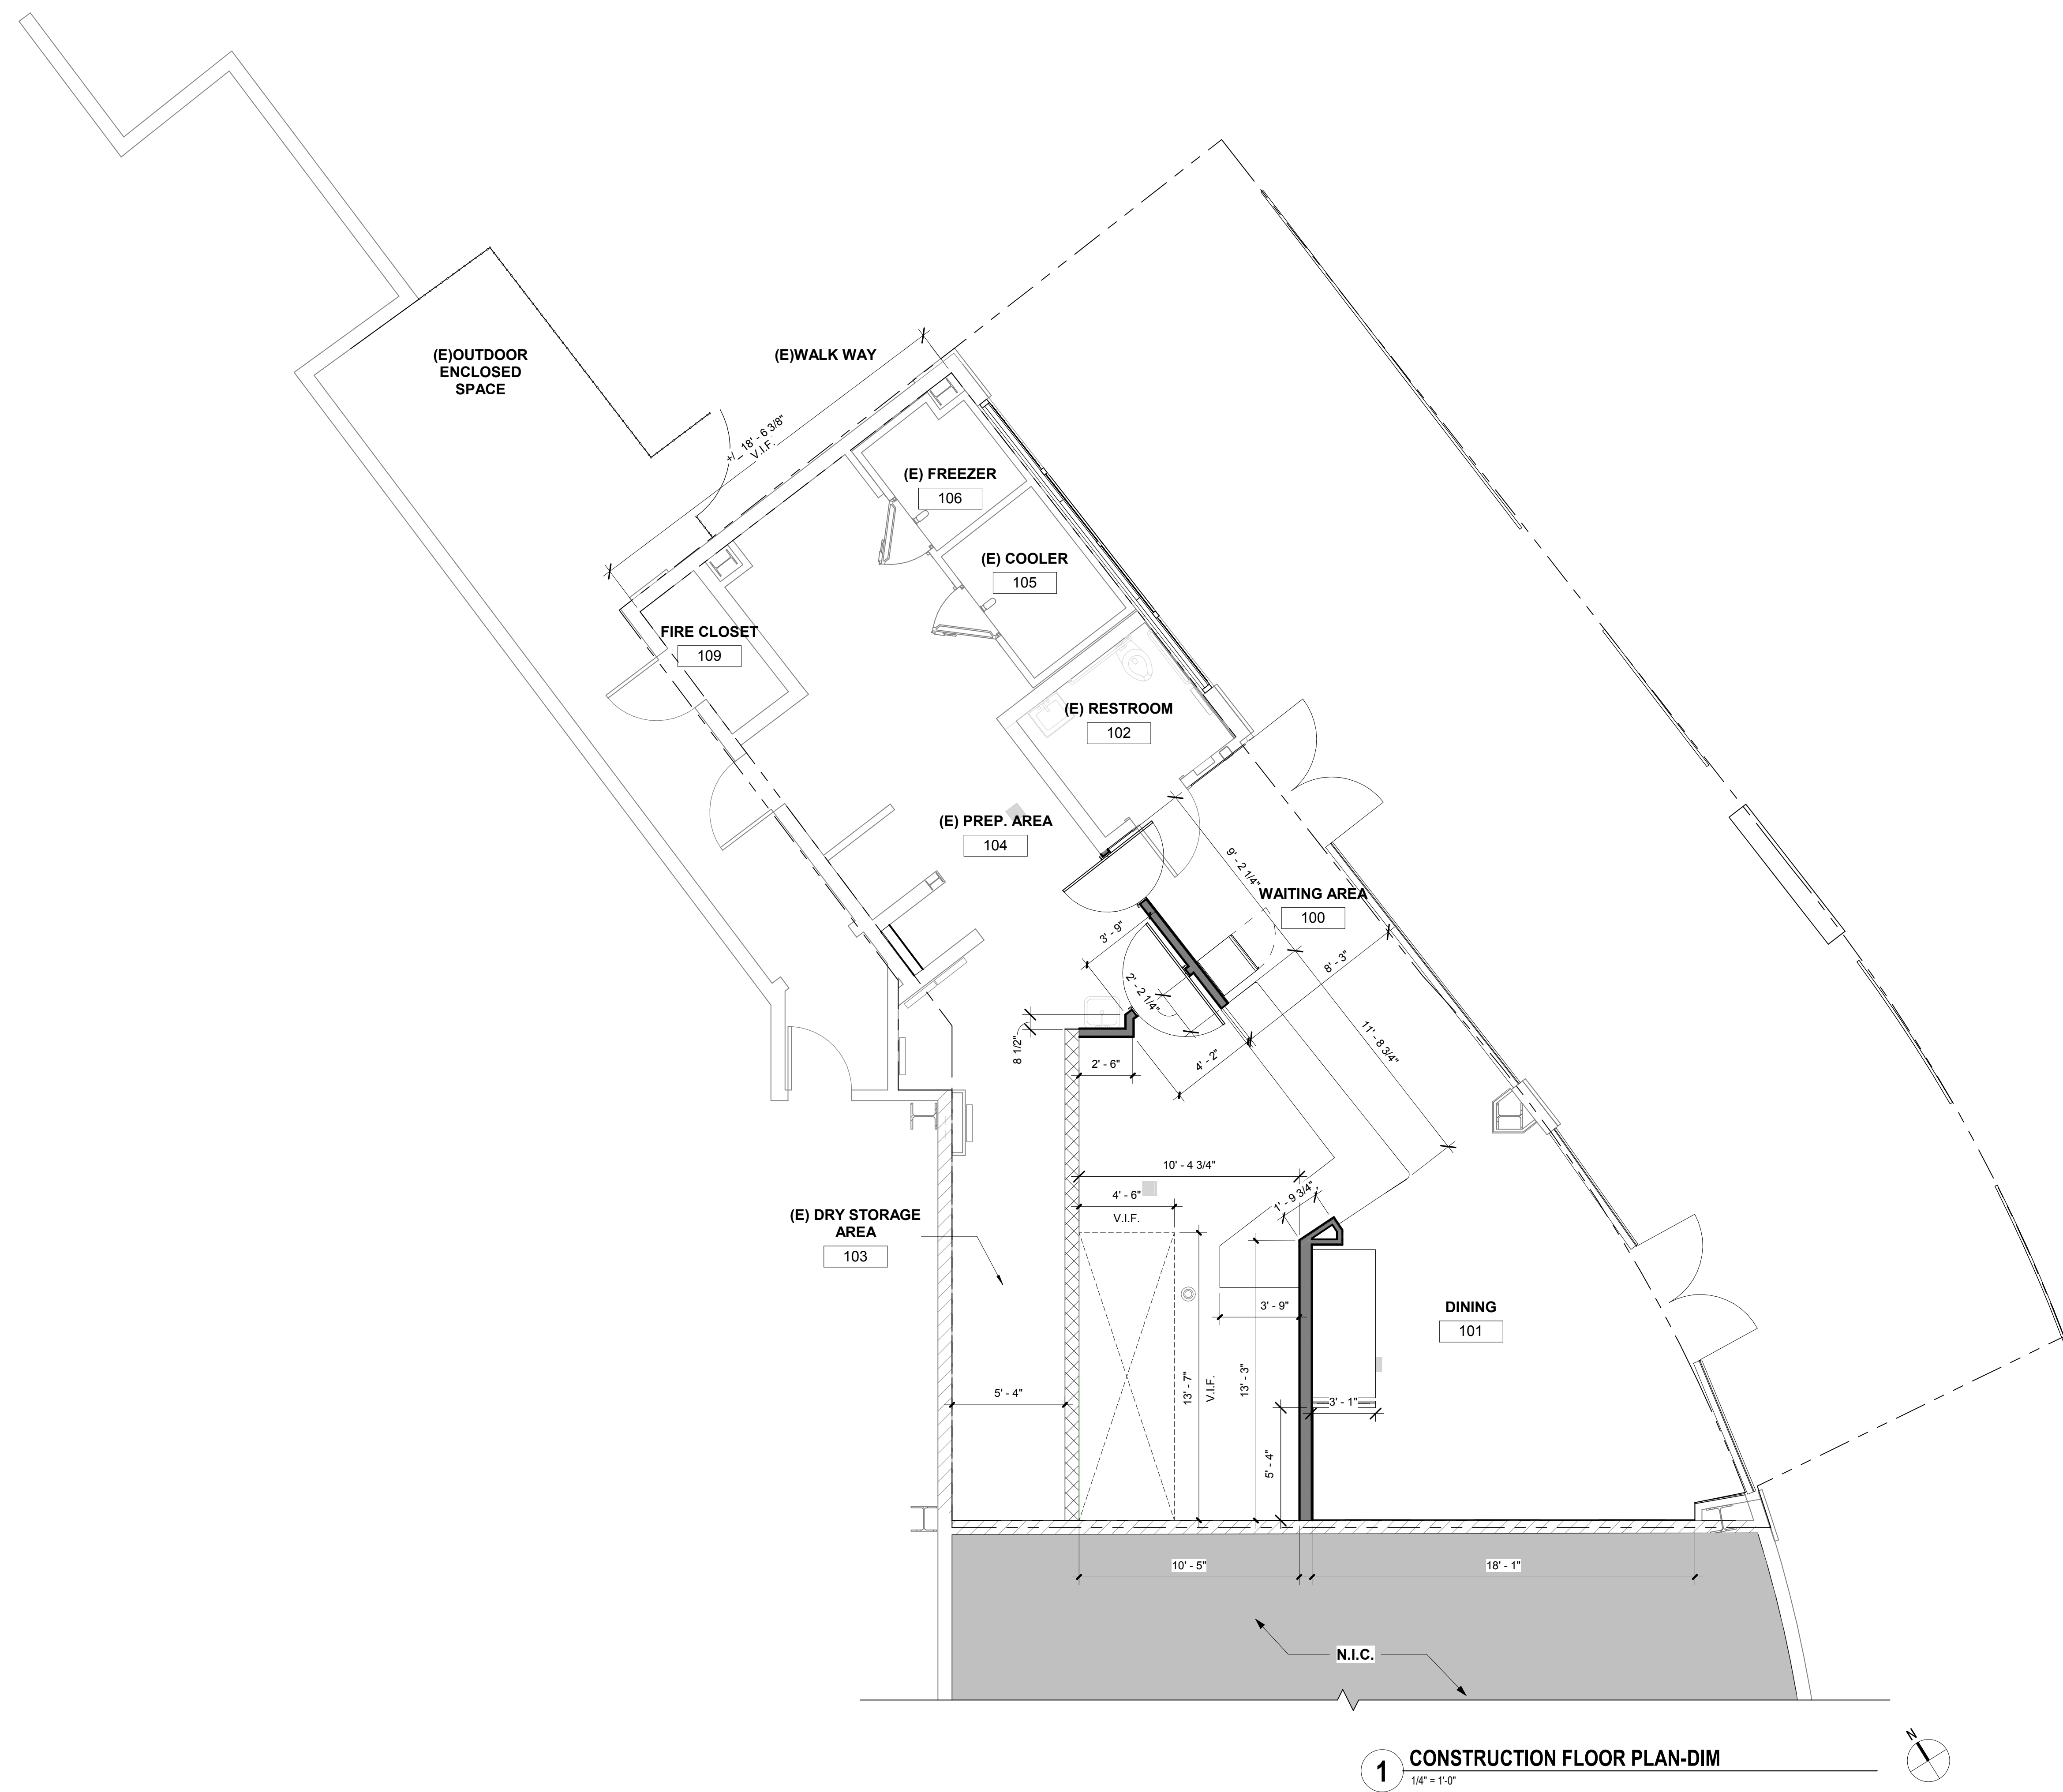 (E)OUTDOOR
ENCLOSED
SPACE
(E)WALK WAY
+/- 18' - 6 3/8"
V.I.F.
(E) FREEZER
106
(E) COOLER
105
FIRE CLOSET
109
(E) RESTROOM
102
(E) PREP. AREA
104
9' - 2 1/4"
WAITING AREA
100
3' - 9"
8' - 3"
2' - 2 1/4"
8 1/2"
2' - 6"
4' - 2"
11' - 8 3/4"
10' - 4 3/4"
4' - 6"
V.I.F.
1' - 9 3/4"
(E) DRY STORAGE
AREA
103
3' - 9"
DINING
101
13' - 7"
V.I.F.
13' - 3"
5' - 4"
3' - 1"
5' - 4"
10' - 5"
18' - 1"
N.I.C.
N
1
CONSTRUCTION FLOOR PLAN-DIM
1/4" = 1'-0"